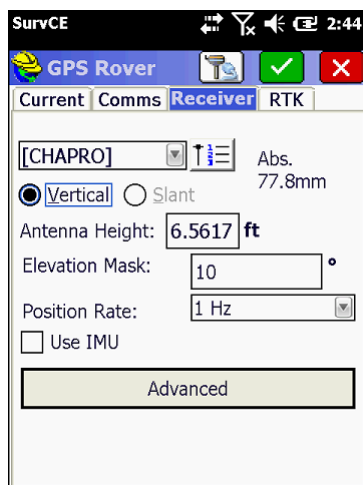 SurvCE 2:44
GPS Rover
Current Comms Receiver RTK
[CHAPRO] Abs.
77.8mm
Vertical Slant
Antenna Height: 6.5617 ft
Elevation Mask: 10 °
Position Rate: 1 Hz
Use IMU
Advanced